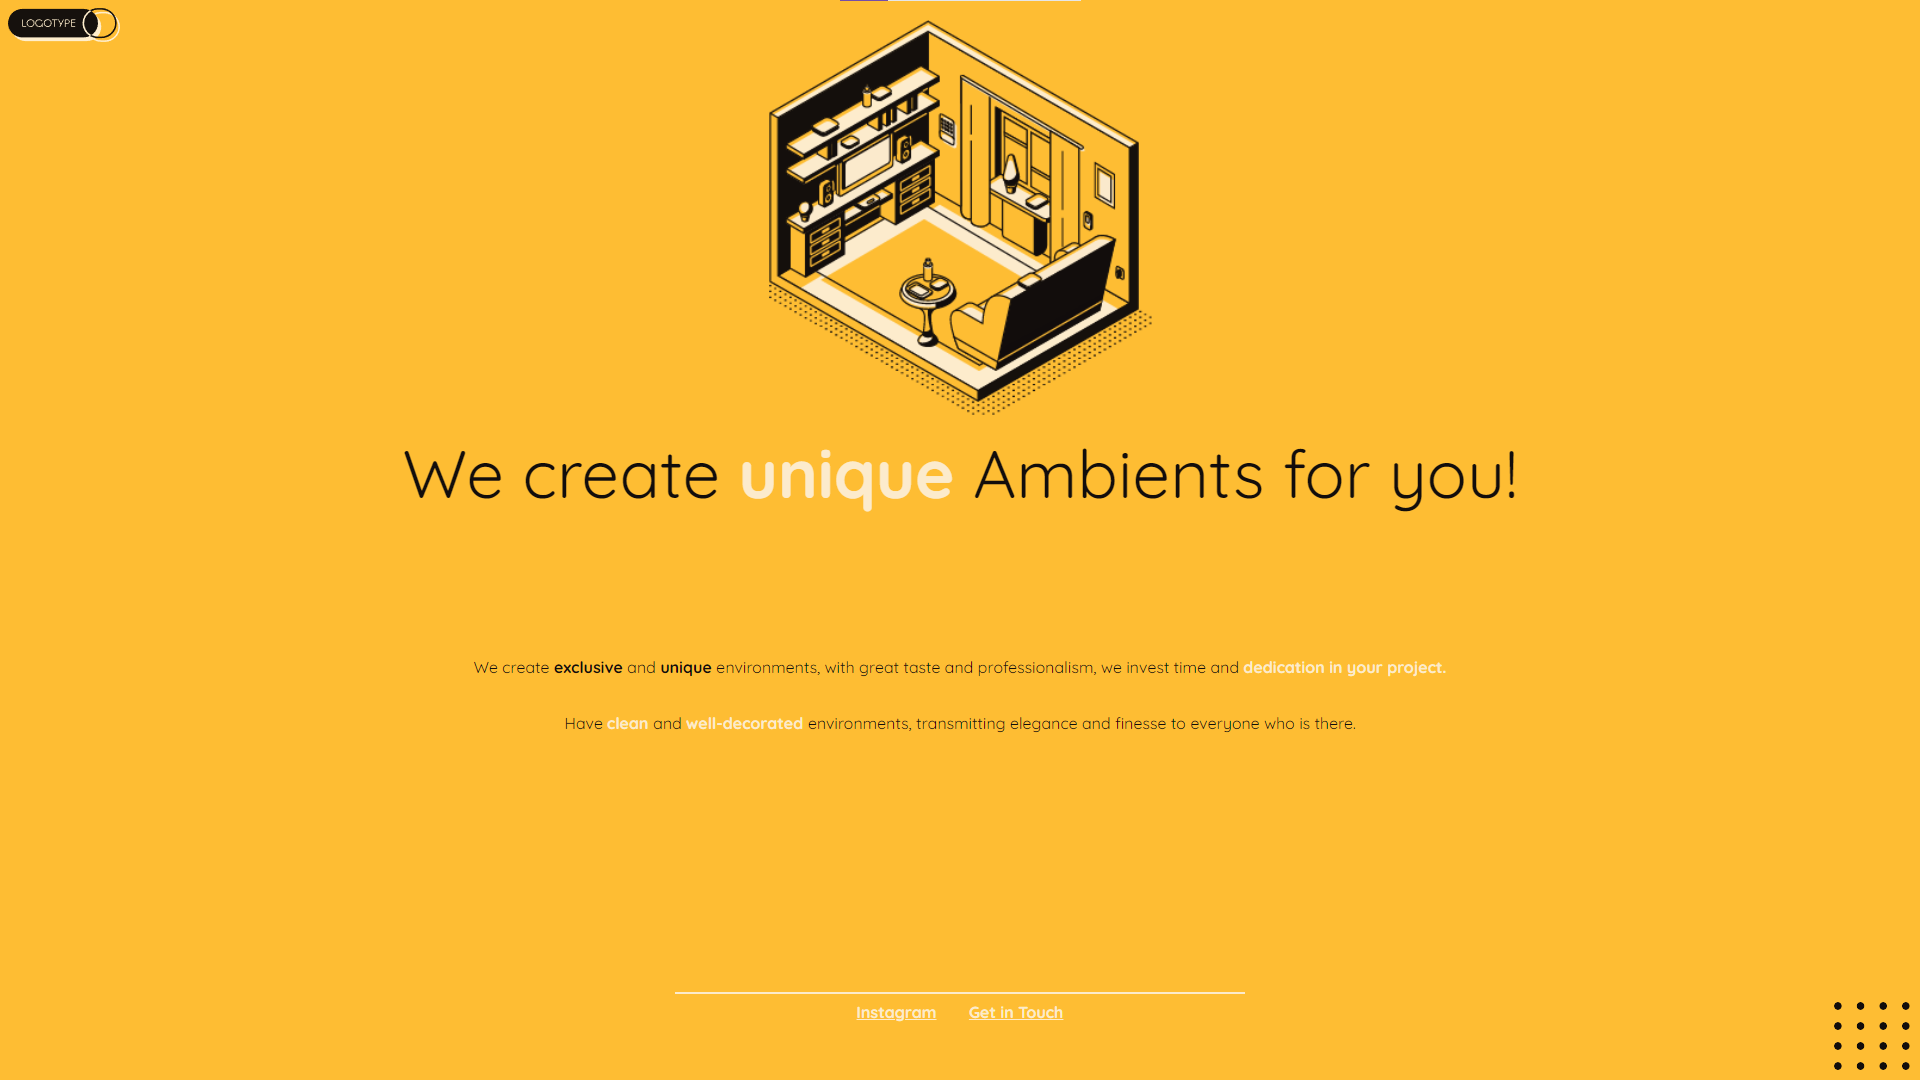 LOGOTYPE
We create unique Ambients for you!
We create exclusive and unique environments, with great taste and professionalism, we invest time and dedication in your project.
Have clean and well-decorated environments, transmitting elegance and finesse to everyone who is there.
Instagram Get in Touch